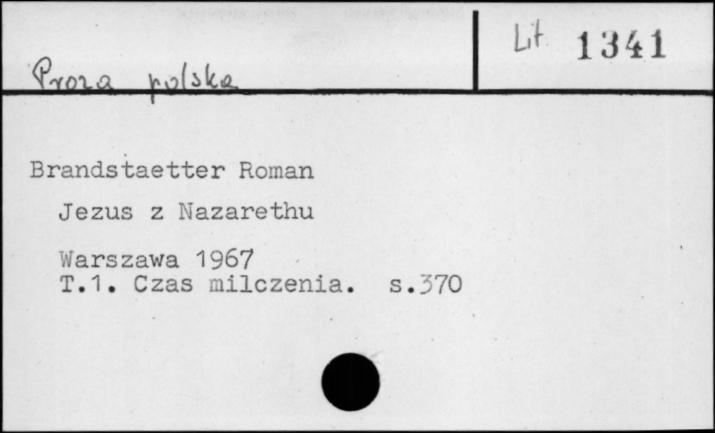 Lit. 1341
Proza polska
Brandstaetter Roman
Jezus z Nazarethu
Warszawa 1967
T.1. Czas milczenia. s.370